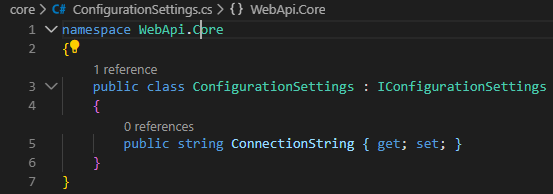 core > C# ConfigurationSettings.cs > {} WebApi.Core
1 namespace WebApi.Core
2 {
1 reference
3 public class ConfigurationSettings : IConfigurationSettings
4 {
0 references
5 public string ConnectionString { get; set; }
6 }
7 }